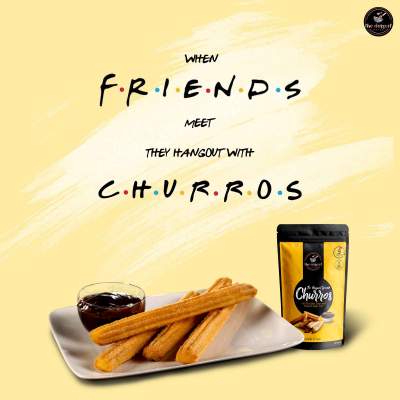 WHEN
F·R·I·E·N·D·S
MEET
THEY HANGOUT WITH
C·H·U·R·R·O·S
Churros